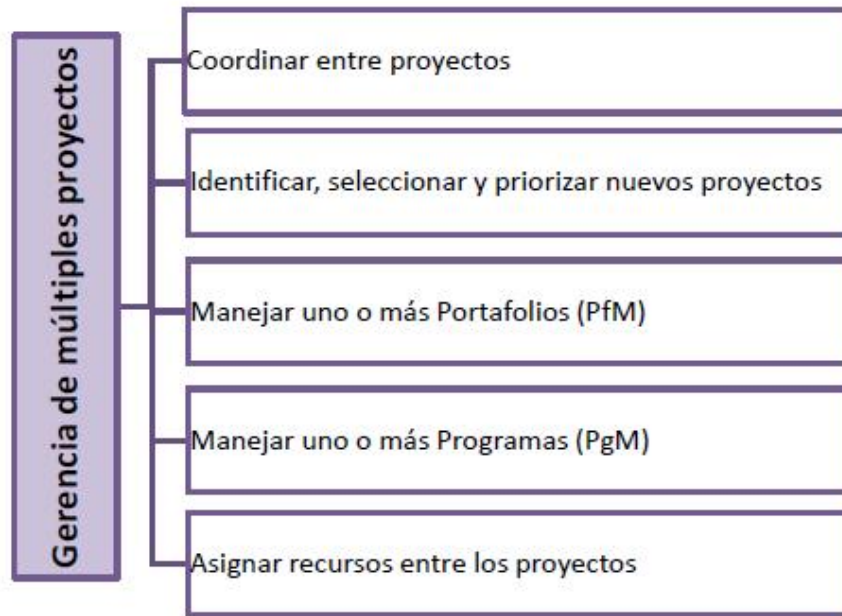 Gerencia de múltiples proyectos
Coordinar entre proyectos
Identificar, seleccionar y priorizar nuevos proyectos
Manejar uno o más Portafolios (PfM)
Manejar uno o más Programas (PgM)
Asignar recursos entre los proyectos